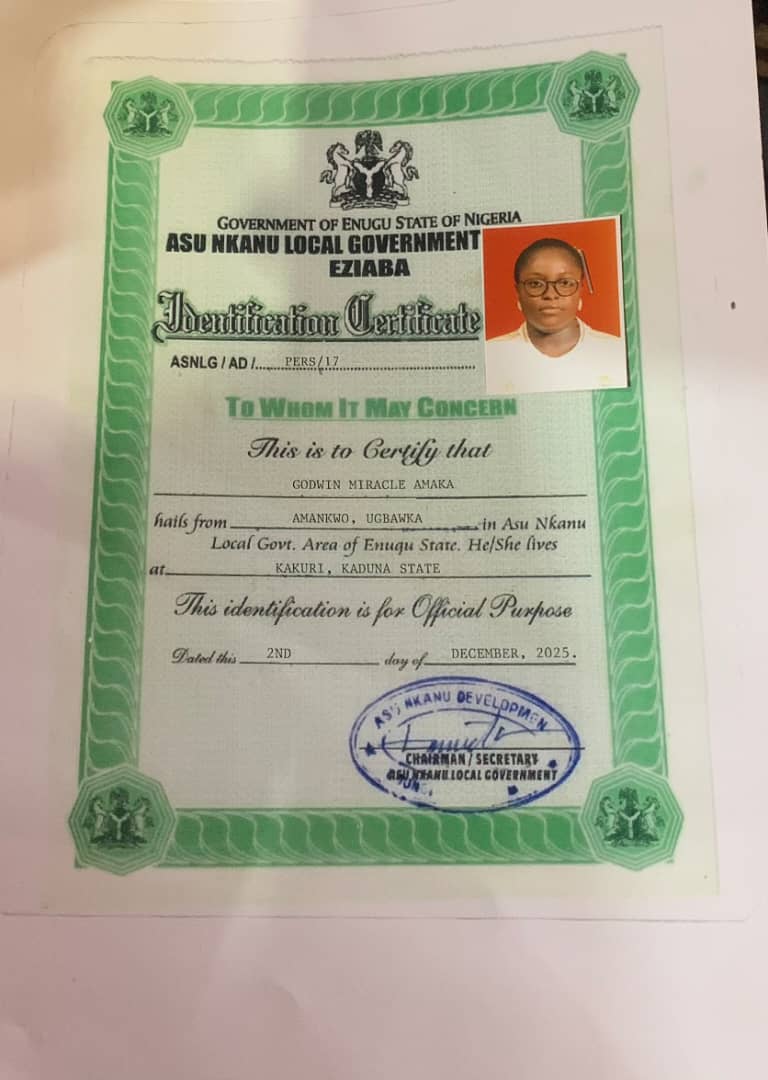 GOVERNMENT OF ENUGU STATE OF NIGERIA
ASU NKANU LOCAL GOVERNMENT
EZIABA
Identification Certificate
ASNLG / AD /.....PERS/17.....
TO WHOM IT MAY CONCERN
This is to Certify that
GODWIN MIRACLE AMAKA
hails from AMANKWO, UGBAWKA in Asu Nkanu
Local Govt. Area of Enugu State. He/She lives
at KAKURI, KADUNA STATE
This identification is for Official Purpose
Dated this 2ND day of DECEMBER, 2025.
ASU NKANU DEVELOPMEN
CHAIRMAN / SECRETARY
ASU NKANU LOCAL GOVERNMENT